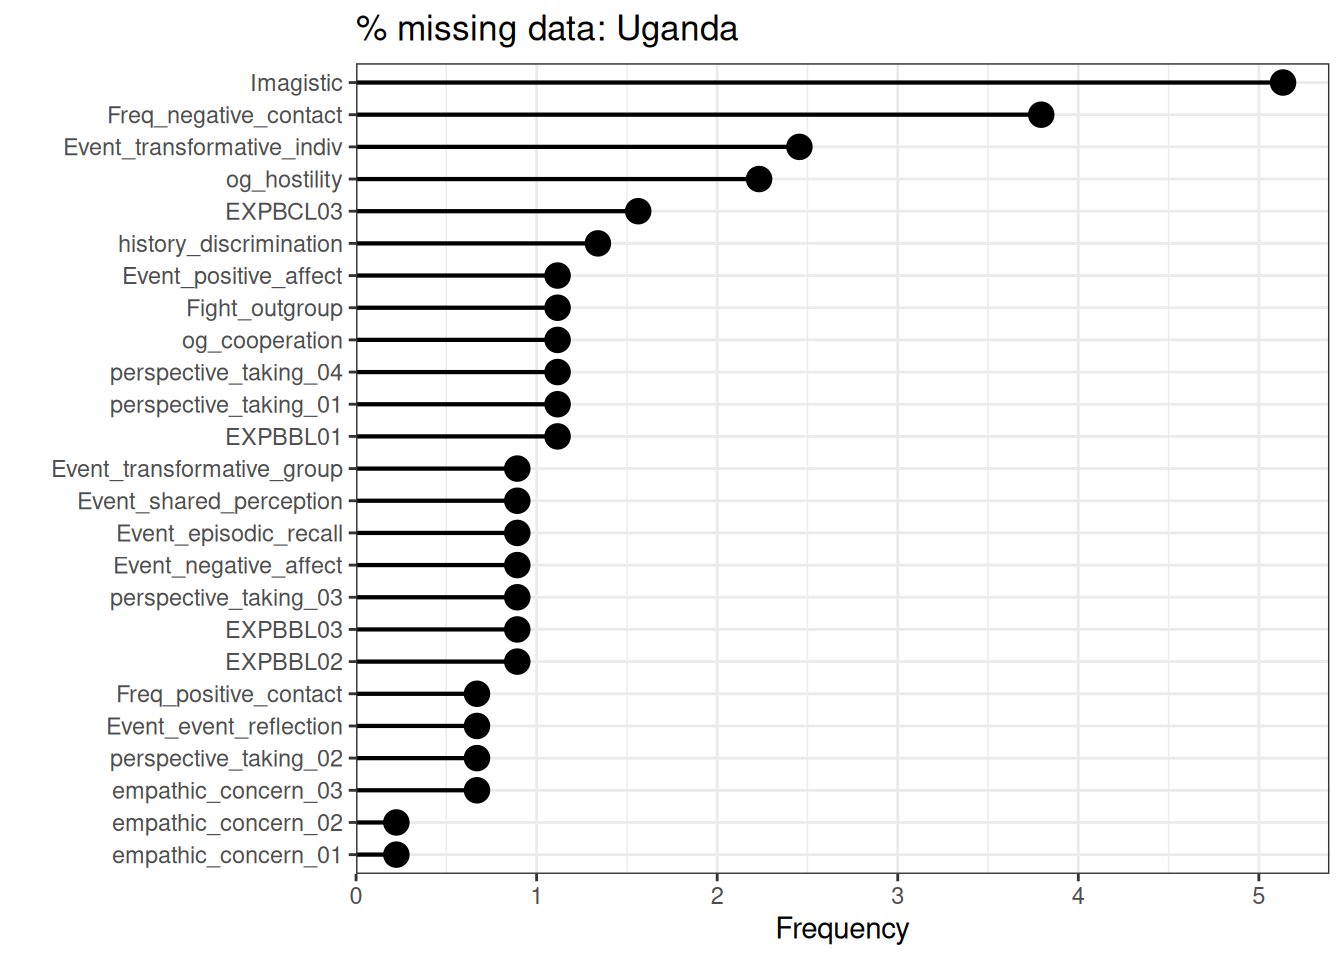 % missing data: Uganda
Imagistic
Freq_negative_contact
Event_transformative_indiv
og_hostility
EXPBCL03
history_discrimination
Event_positive_affect
Fight_outgroup
og_cooperation
perspective_taking_04
perspective_taking_01
EXPBBL01
Event_transformative_group
Event_shared_perception
Event_episodic_recall
Event_negative_affect
perspective_taking_03
EXPBBL03
EXPBBL02
Freq_positive_contact
Event_event_reflection
perspective_taking_02
empathic_concern_03
empathic_concern_02
empathic_concern_01
0 1 2 3 4 5
Frequency